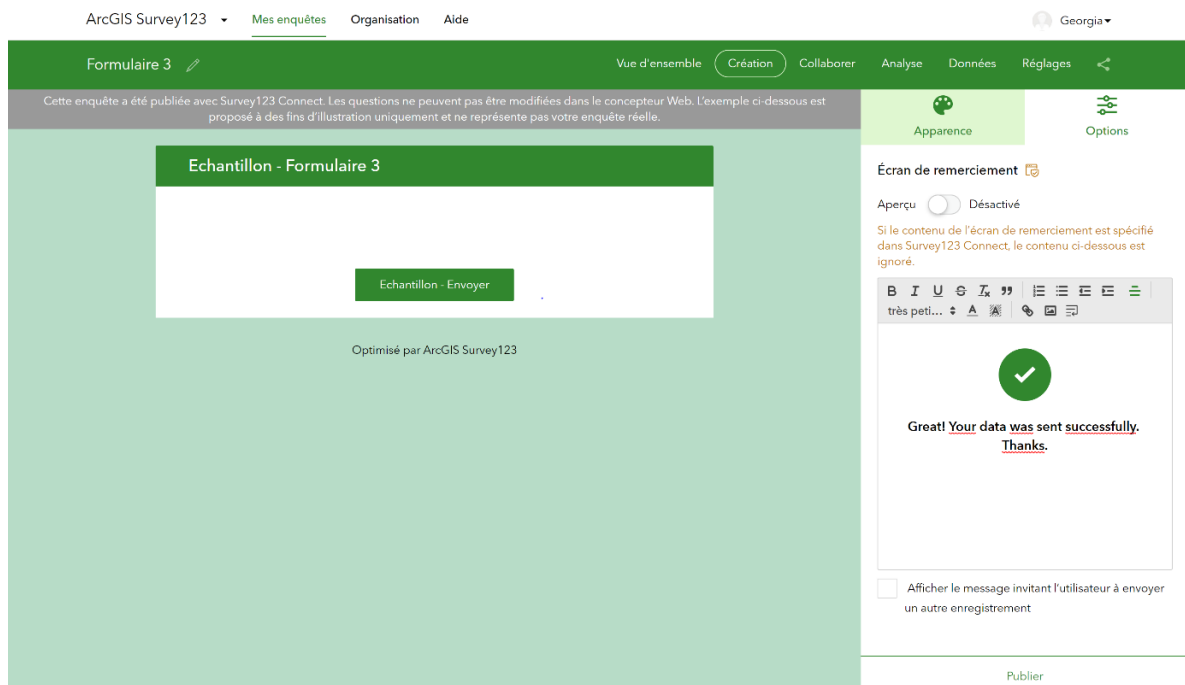 ArcGIS Survey123 Mes enquêtes Organisation Aide Georgia
Formulaire 3 Vue d'ensemble Création Collaborer Analyse Données Réglages
Cette enquête a été publiée avec Survey123 Connect. Les questions ne peuvent pas être modifiées dans le concepteur Web. L'exemple ci-dessous est
proposé à des fins d'illustration uniquement et ne représente pas votre enquête réelle.
Echantillon - Formulaire 3
Echantillon - Envoyer
Optimisé par ArcGIS Survey123
Apparence Options
Écran de remerciement
Aperçu Désactivé
Si le contenu de l'écran de remerciement est spécifié
dans Survey123 Connect, le contenu ci-dessous est
ignoré.
B I U S Tx
très peti... A A
Great! Your data was sent successfully.
Thanks.
Afficher le message invitant l'utilisateur à envoyer
un autre enregistrement
Publier